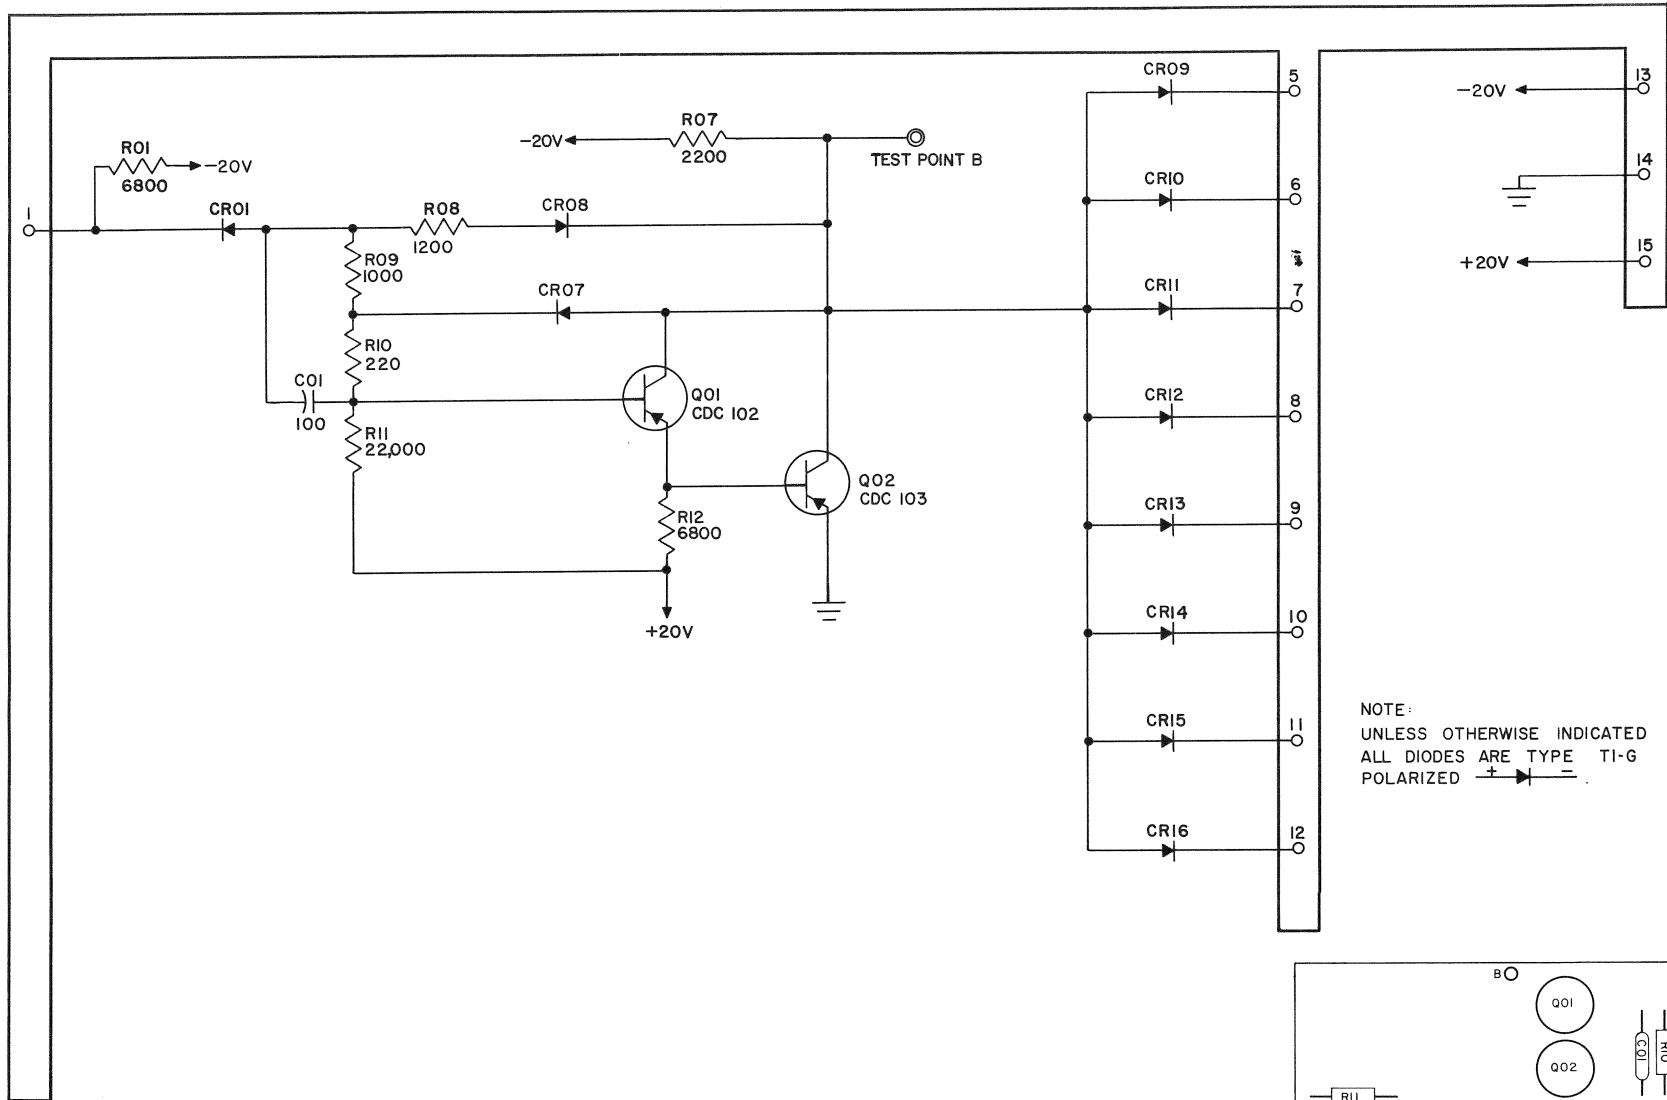 CR09
5
13
-20V
R07
-20V
2200
TEST POINT B
R01
-20V
6800
14
CR10
6
1
CR01
R08
CR08
1200
R09
1000
15
+20V
CR07
CR11
7
R10
220
C01
100
Q01
CDC 102
CR12
8
R11
22,000
Q02
CDC 103
R12
6800
CR13
9
+20V
CR14
10
NOTE:
UNLESS OTHERWISE INDICATED
ALL DIODES ARE TYPE T1-G
POLARIZED + -
CR15
11
CR16
12
B
Q01
Q02
C01
R10
R11